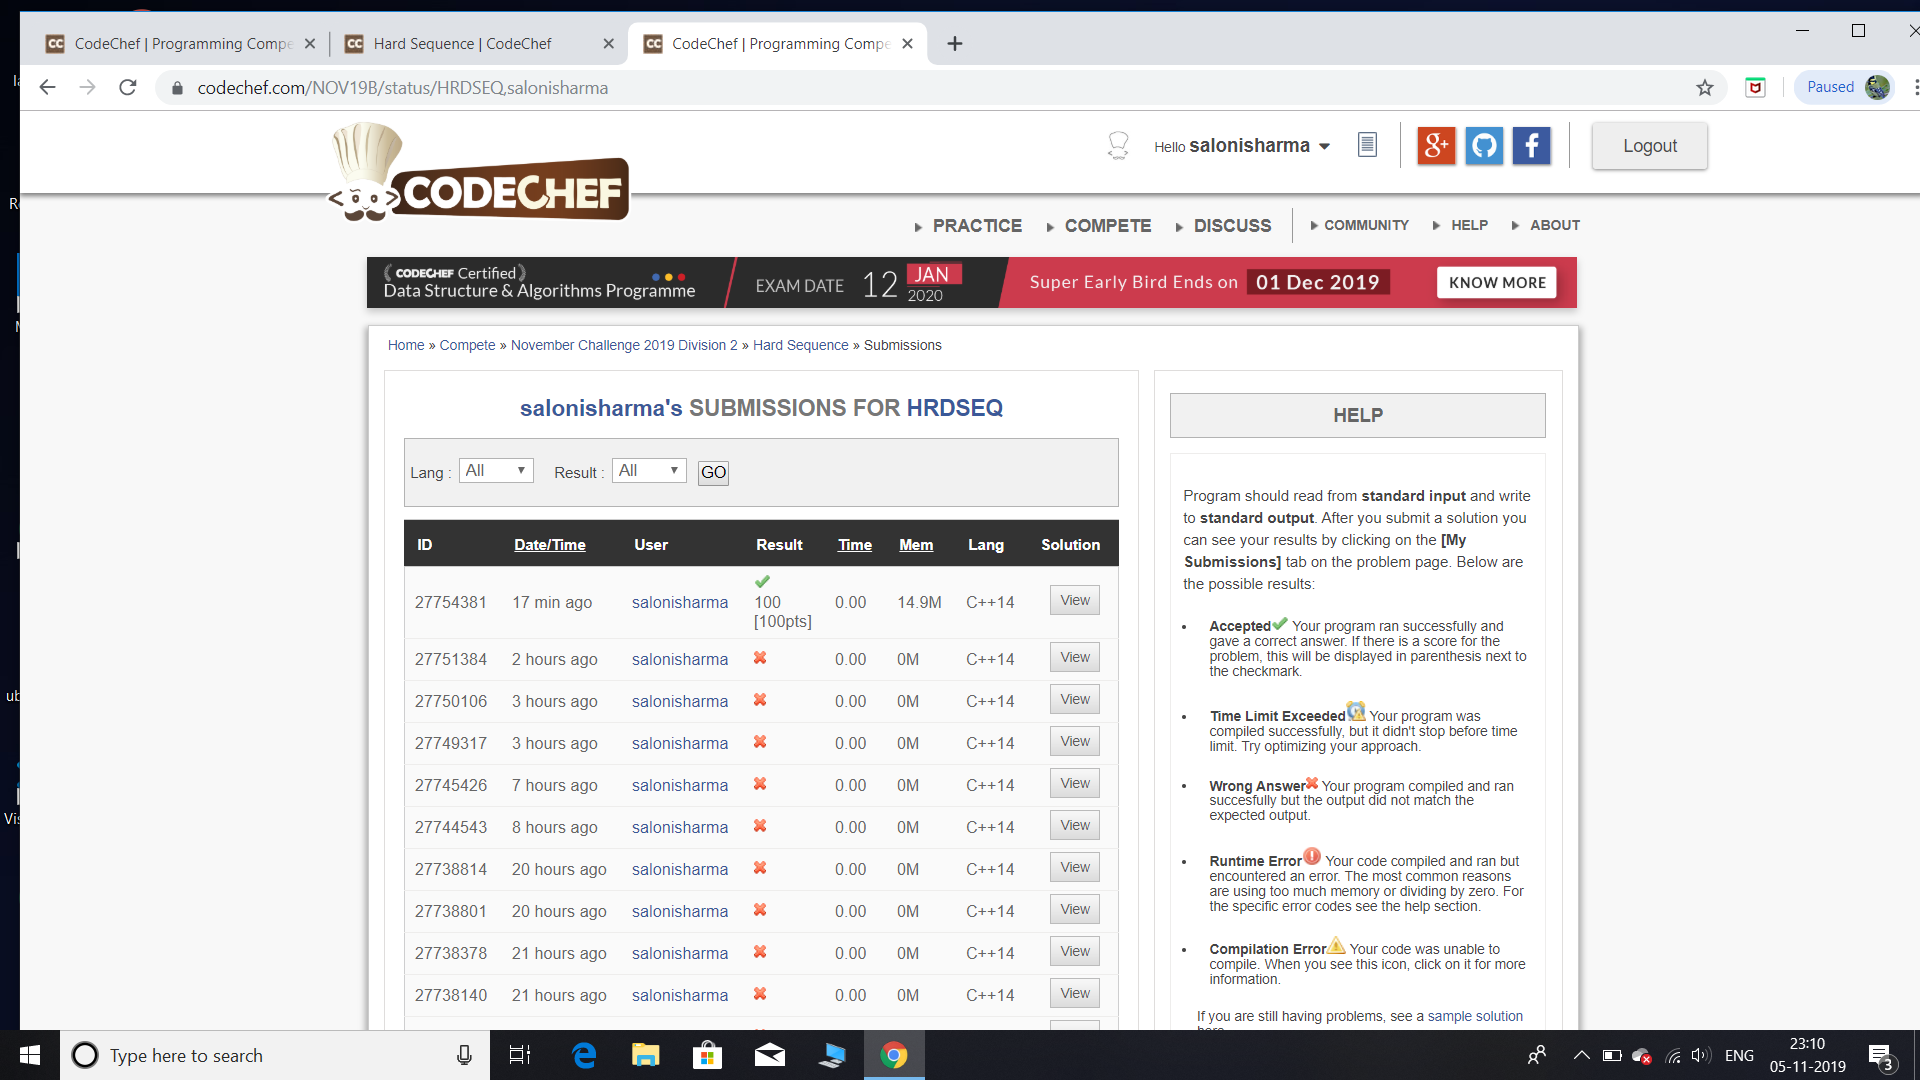 CodeChef | Programming Compe
Hard Sequence | CodeChef
CodeChef | Programming Compe
codechef.com/NOV19B/status/HRDSEQ,salonisharma
Paused
CODECHEF
Hello salonisharma
g+
f
Logout
PRACTICE
COMPETE
DISCUSS
COMMUNITY
HELP
ABOUT
CODECHEF Certified
Data Structure & Algorithms Programme
EXAM DATE 12 JAN 2020
Super Early Bird Ends on 01 Dec 2019
KNOW MORE
Home » Compete » November Challenge 2019 Division 2 » Hard Sequence » Submissions
salonisharma's SUBMISSIONS FOR HRDSEQ
Lang : All Result : All GO
ID Date/Time User Result Time Mem Lang Solution
27754381 17 min ago salonisharma 100 [100pts] 0.00 14.9M C++14 View
27751384 2 hours ago salonisharma 0.00 0M C++14 View
27750106 3 hours ago salonisharma 0.00 0M C++14 View
27749317 3 hours ago salonisharma 0.00 0M C++14 View
27745426 7 hours ago salonisharma 0.00 0M C++14 View
27744543 8 hours ago salonisharma 0.00 0M C++14 View
27738814 20 hours ago salonisharma 0.00 0M C++14 View
27738801 20 hours ago salonisharma 0.00 0M C++14 View
27738378 21 hours ago salonisharma 0.00 0M C++14 View
27738140 21 hours ago salonisharma 0.00 0M C++14 View
HELP
Program should read from standard input and write
to standard output. After you submit a solution you
can see your results by clicking on the [My
Submissions] tab on the problem page. Below are
the possible results:
Accepted Your program ran successfully and
gave a correct answer. If there is a score for the
problem, this will be displayed in parenthesis next to
the checkmark.
Time Limit Exceeded Your program was
compiled successfully, but it didn't stop before time
limit. Try optimizing your approach.
Wrong Answer Your program compiled and ran
succesfully but the output did not match the
expected output.
Runtime Error Your code compiled and ran but
encountered an error. The most common reasons
are using too much memory or dividing by zero. For
the specific error codes see the help section.
Compilation Error Your code was unable to
compile. When you see this icon, click on it for more
information.
If you are still having problems, see a sample solution
Type here to search
ENG
23:10
05-11-2019
3